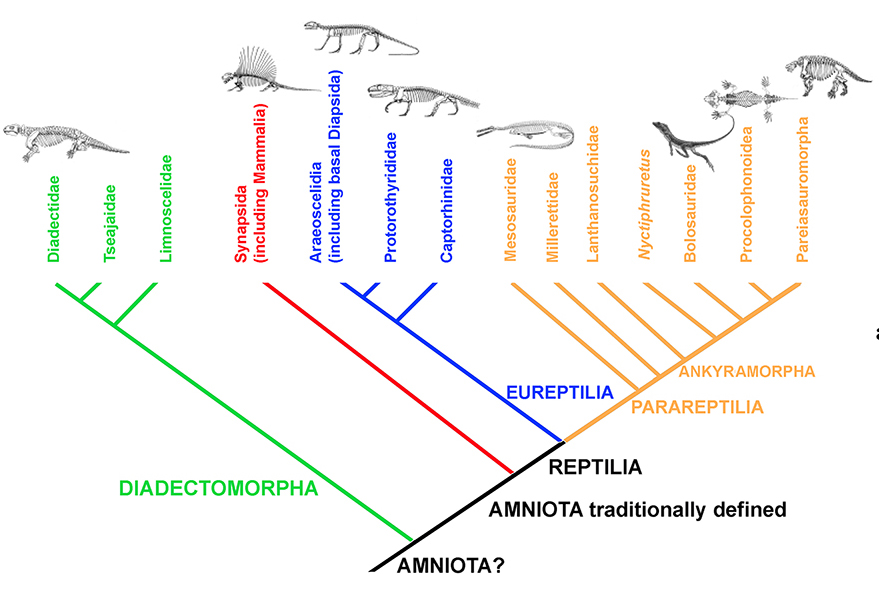 Diadectidae
Tseajaidae
Limnoscelidae
Synapsida
(including Mammalia)
Araeoscelidia
(including basal Diapsida)
Protorothyrididae
Captorhinidae
Mesosauridae
Millerettidae
Lanthanosuchidae
Nyctiphruretus
Bolosauridae
Procolophonoidea
Pareiasauromorpha
ANKYRAMORPHA
EUREPTILIA
PARAREPTILIA
REPTILIA
DIADECTOMORPHA
AMNIOTA traditionally defined
AMNIOTA?